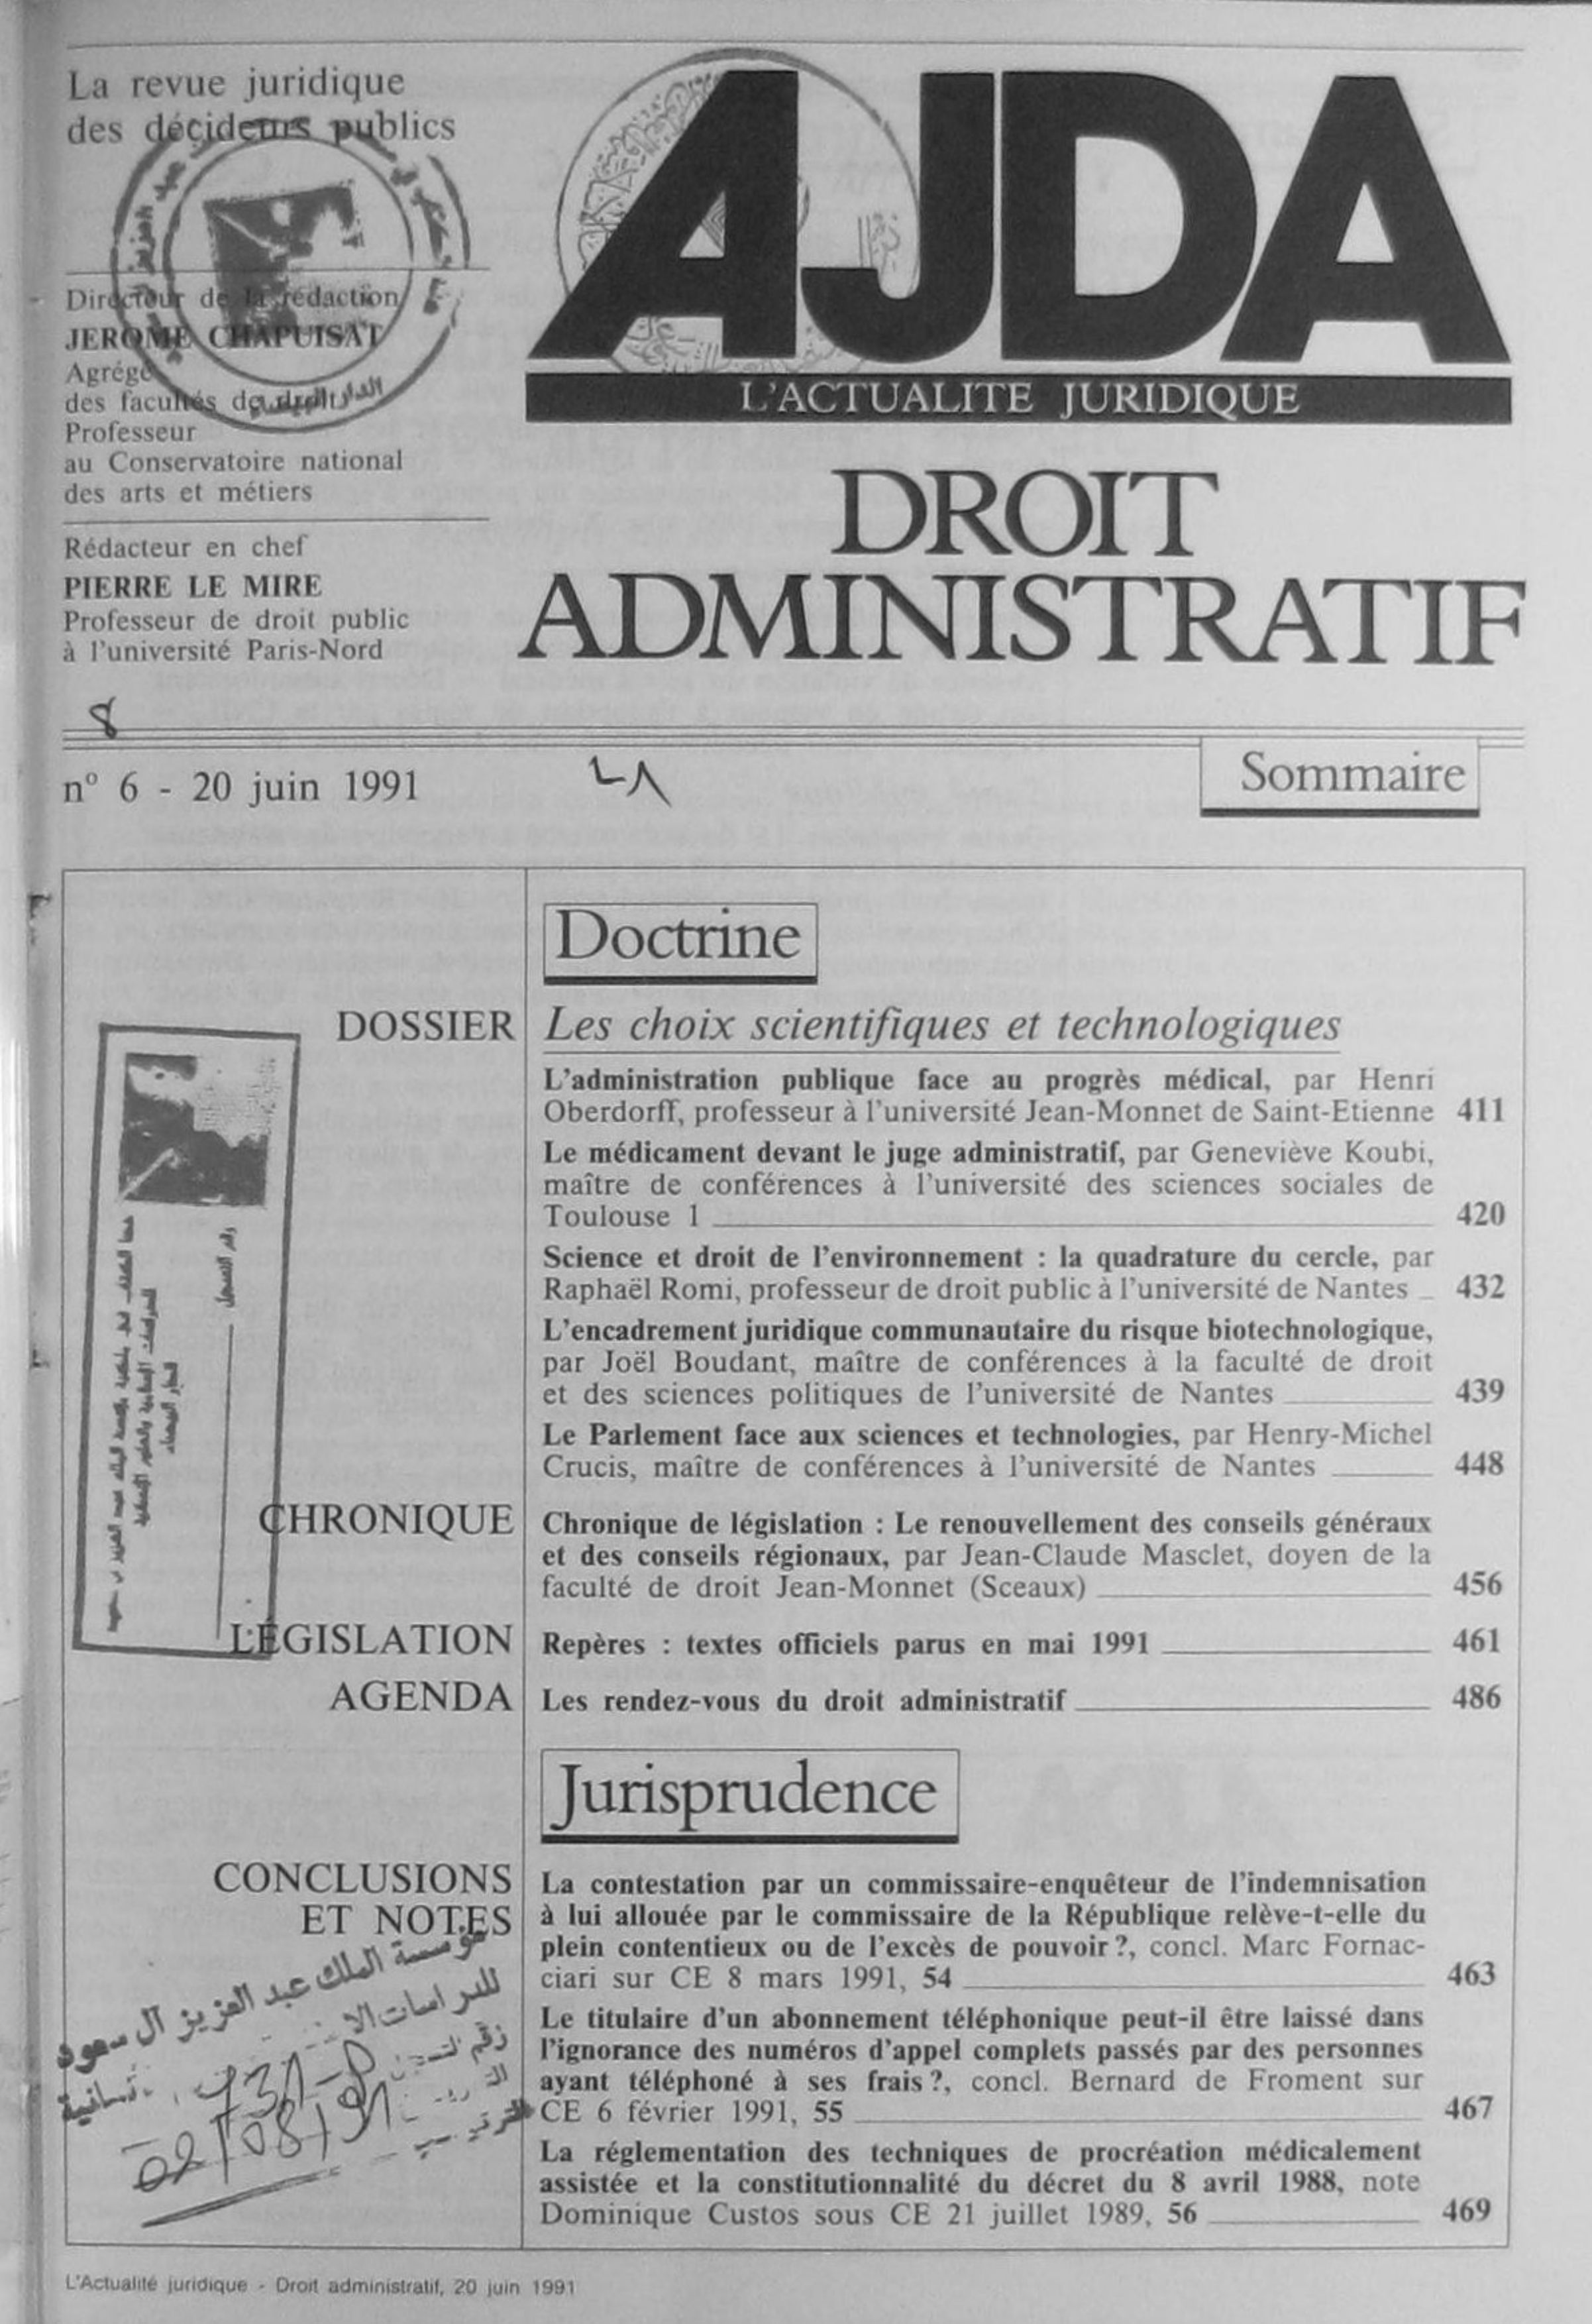 La revue juridique
des décideurs publics
Directeur de la rédaction
JEROME CHAPUISAT
Agrégé
des facultés de droit
Professeur
au Conservatoire national
des arts et métiers
Rédacteur en chef
PIERRE LE MIRE
Professeur de droit public
à l'université Paris-Nord
الدار البيضاء
AJDA
L'ACTUALITE JURIDIQUE
DROIT
ADMINISTRATIF
8
n° 6 - 20 juin 1991
Sommaire
Doctrine
DOSSIER
Les choix scientifiques et technologiques
L'administration publique face au progrès médical, par Henri
Oberdorff, professeur à l'université Jean-Monnet de Saint-Etienne 411
Le médicament devant le juge administratif, par Geneviève Koubi,
maître de conférences à l'université des sciences sociales de
Toulouse 1 420
Science et droit de l'environnement : la quadrature du cercle, par
Raphaël Romi, professeur de droit public à l'université de Nantes 432
L'encadrement juridique communautaire du risque biotechnologique,
par Joël Boudant, maître de conférences à la faculté de droit
et des sciences politiques de l'université de Nantes 439
Le Parlement face aux sciences et technologies, par Henry-Michel
Crucis, maître de conférences à l'université de Nantes 448
CHRONIQUE
Chronique de législation : Le renouvellement des conseils généraux
et des conseils régionaux, par Jean-Claude Masclet, doyen de la
faculté de droit Jean-Monnet (Sceaux) 456
LÉGISLATION
Repères : textes officiels parus en mai 1991 461
AGENDA
Les rendez-vous du droit administratif 486
رقم التسجيل
الدار البيضاء
Jurisprudence
CONCLUSIONS
ET NOTES
La contestation par un commissaire-enquêteur de l'indemnisation
à lui allouée par le commissaire de la République relève-t-elle du
plein contentieux ou de l'excès de pouvoir ?, concl. Marc Fornac-
ciari sur CE 8 mars 1991, 54 463
Le titulaire d'un abonnement téléphonique peut-il être laissé dans
l'ignorance des numéros d'appel complets passés par des personnes
ayant téléphoné à ses frais ?, concl. Bernard de Froment sur
CE 6 février 1991, 55 467
La réglementation des techniques de procréation médicalement
assistée et la constitutionnalité du décret du 8 avril 1988, note
Dominique Custos sous CE 21 juillet 1989, 56 469
مؤسسة الملك عبد العزيز آل سعود
للدراسات
02/08/91
L'Actualité juridique - Droit administratif, 20 juin 1991